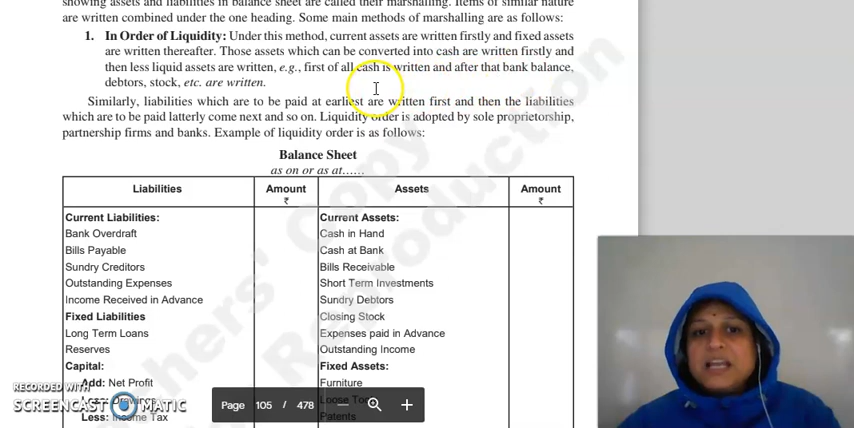 showing assets and liabilities in balance sheet are called their marshalling. Items of similar nature
are written combined under the one heading. Some main methods of marshalling are as follows:
1. In Order of Liquidity: Under this method, current assets are written firstly and fixed assets
are written thereafter. Those assets which can be converted into cash are written firstly and
then less liquid assets are written, e.g., first of all cash is written and after that bank balance,
debtors, stock, etc. are written.
Similarly, liabilities which are to be paid at earliest are written first and then the liabilities
which are to be paid latterly come next and so on. Liquidity order is adopted by sole proprietorship,
partnership firms and banks. Example of liquidity order is as follows:
Balance Sheet
as on or as at......
Liabilities Amount ₹ Assets Amount ₹
Current Liabilities: Current Assets:
Bank Overdraft Cash in Hand
Bills Payable Cash at Bank
Sundry Creditors Bills Receivable
Outstanding Expenses Short Term Investments
Income Received in Advance Sundry Debtors
Fixed Liabilities Closing Stock
Long Term Loans Expenses paid in Advance
Reserves Outstanding Income
Capital: Fixed Assets:
Add: Net Profit Furniture
Less: Drawings Loose
Less: Income Tax Patents
Page 105 / 478
RECORDED WITH
SCREENCAST MATIC
Copy
Reproduction